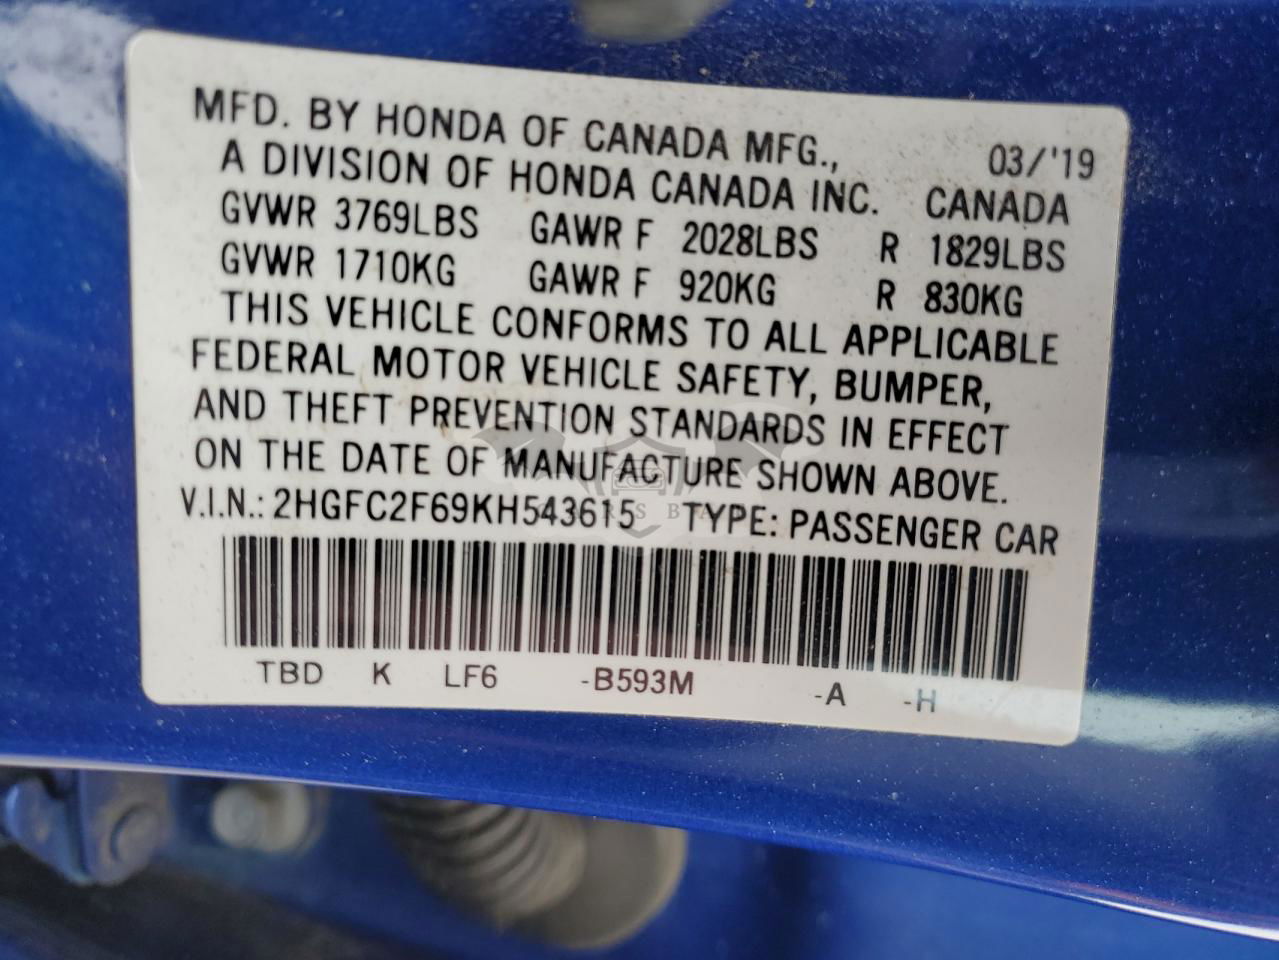 MFD. BY HONDA OF CANADA MFG., 03/'19
A DIVISION OF HONDA CANADA INC. CANADA
GVWR 3769LBS GAWR F 2028LBS R 1829LBS
GVWR 1710KG GAWR F 920KG R 830KG
THIS VEHICLE CONFORMS TO ALL APPLICABLE
FEDERAL MOTOR VEHICLE SAFETY, BUMPER,
AND THEFT PREVENTION STANDARDS IN EFFECT
ON THE DATE OF MANUFACTURE SHOWN ABOVE.
V.I.N.: 2HGFC2F69KH543615 TYPE: PASSENGER CAR
TBD K LF6 -B593M -A -H